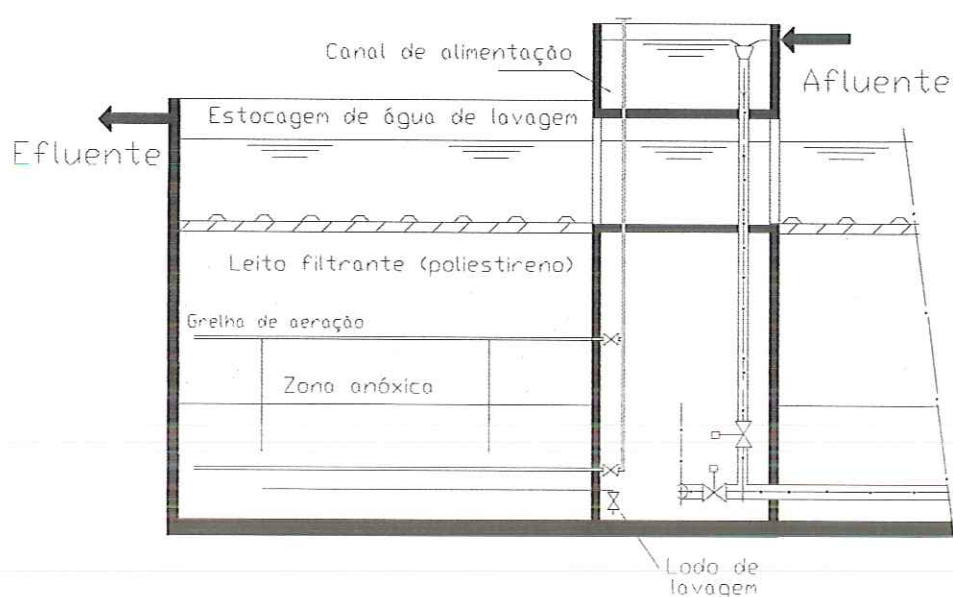 Canal de alimentação
Afluente
Estocagem de água de lavagem
Efluente
Leito filtrante (poliestireno)
Grelha de aeração
Zona anóxica
Lodo de
lavagem